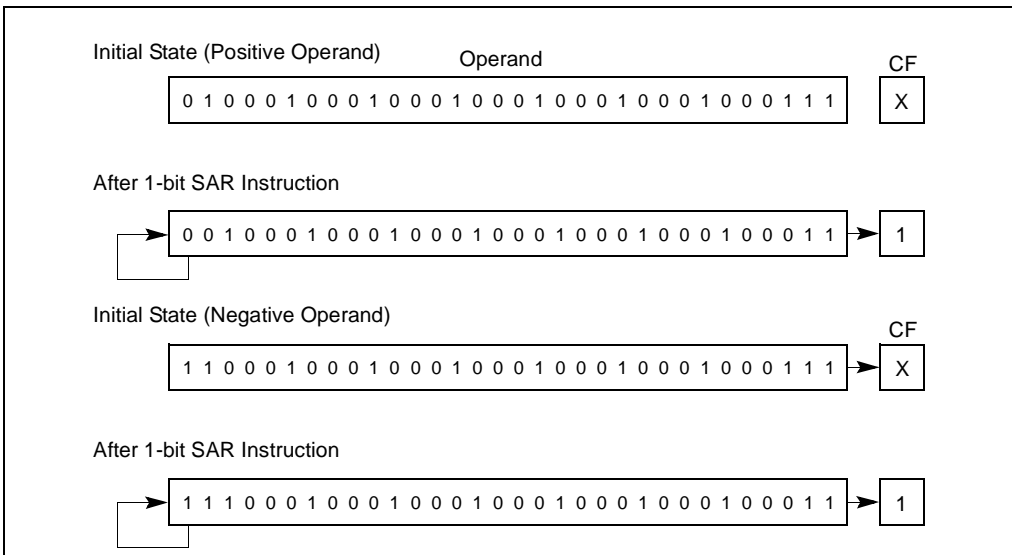 Initial State (Positive Operand) Operand CF
0 1 0 0 0 1 0 0 0 1 0 0 0 1 0 0 0 1 0 0 0 1 0 0 0 1 0 0 0 1 1 1 X
After 1-bit SAR Instruction
0 0 1 0 0 0 1 0 0 0 1 0 0 0 1 0 0 0 1 0 0 0 1 0 0 0 1 0 0 0 1 1 1
Initial State (Negative Operand) CF
1 1 0 0 0 1 0 0 0 1 0 0 0 1 0 0 0 1 0 0 0 1 0 0 0 1 0 0 0 1 1 1 X
After 1-bit SAR Instruction
1 1 1 0 0 0 1 0 0 0 1 0 0 0 1 0 0 0 1 0 0 0 1 0 0 0 1 0 0 0 1 1 1